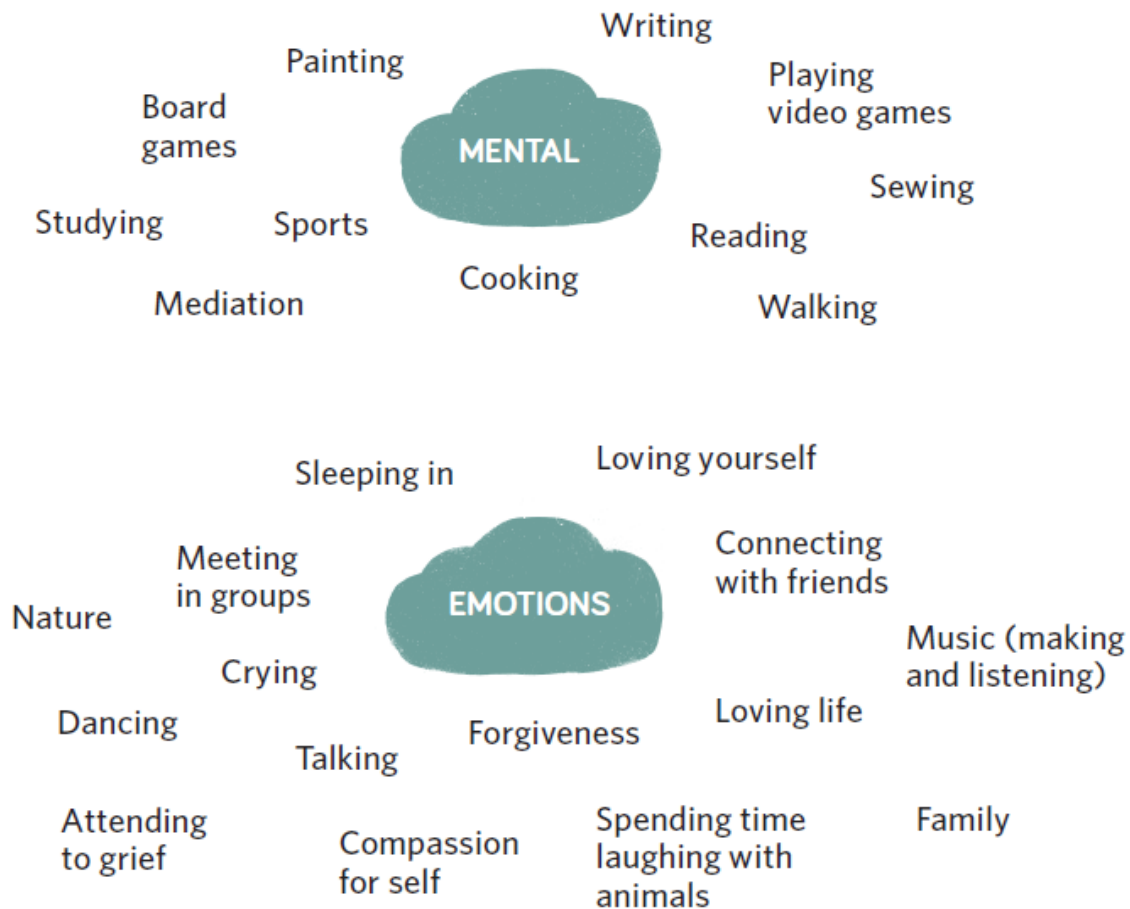 Writing
Painting
Playing
video games
Board
games
MENTAL
Sewing
Studying
Sports
Reading
Cooking
Mediation
Walking
Loving yourself
Sleeping in
Connecting
with friends
Meeting
in groups
EMOTIONS
Nature
Music (making
and listening)
Crying
Loving life
Dancing
Forgiveness
Talking
Attending
to grief
Compassion
for self
Spending time
laughing with
animals
Family